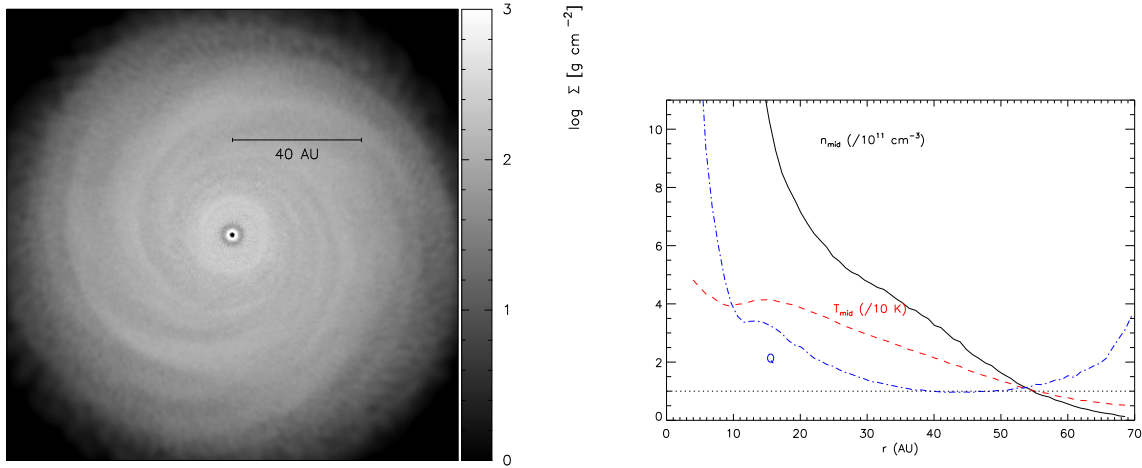 40 AU
3
2
1
0
log Σ [g cm⁻²]
10
8
6
4
2
0
n_mid (/10¹¹ cm⁻³)
T_mid (/10 K)
Q
0 10 20 30 40 50 60 70
r (AU)